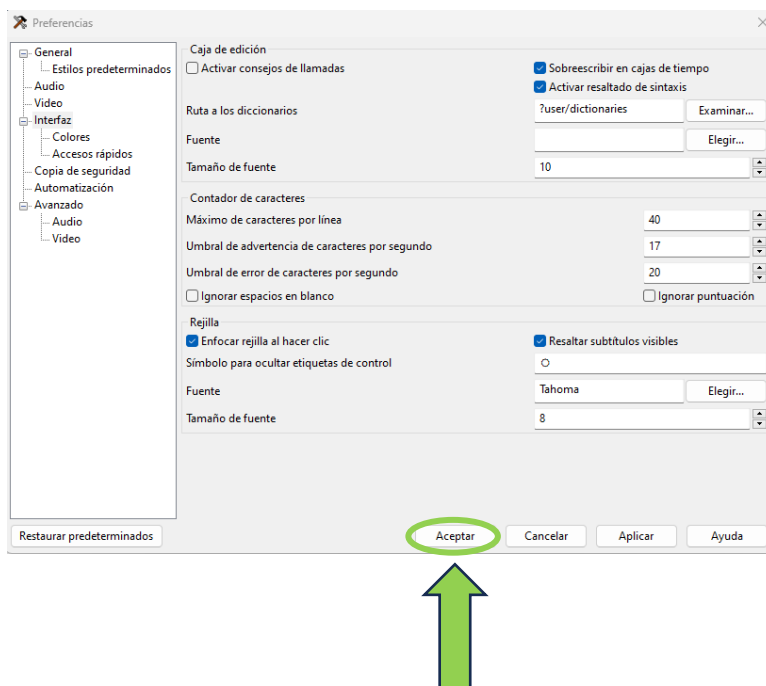 Preferencias
General
Estilos predeterminados
Audio
Video
Interfaz
Colores
Accesos rápidos
Copia de seguridad
Automatización
Avanzado
Audio
Video
Caja de edición
Activar consejos de llamadas
Sobreescribir en cajas de tiempo
Activar resaltado de sintaxis
Ruta a los diccionarios ?user/dictionaries Examinar...
Fuente Elegir...
Tamaño de fuente 10
Contador de caracteres
Máximo de caracteres por línea 40
Umbral de advertencia de caracteres por segundo 17
Umbral de error de caracteres por segundo 20
Ignorar espacios en blanco Ignorar puntuación
Rejilla
Enfocar rejilla al hacer clic Resaltar subtítulos visibles
Símbolo para ocultar etiquetas de control
Fuente Tahoma Elegir...
Tamaño de fuente 8
Restaurar predeterminados Aceptar Cancelar Aplicar Ayuda